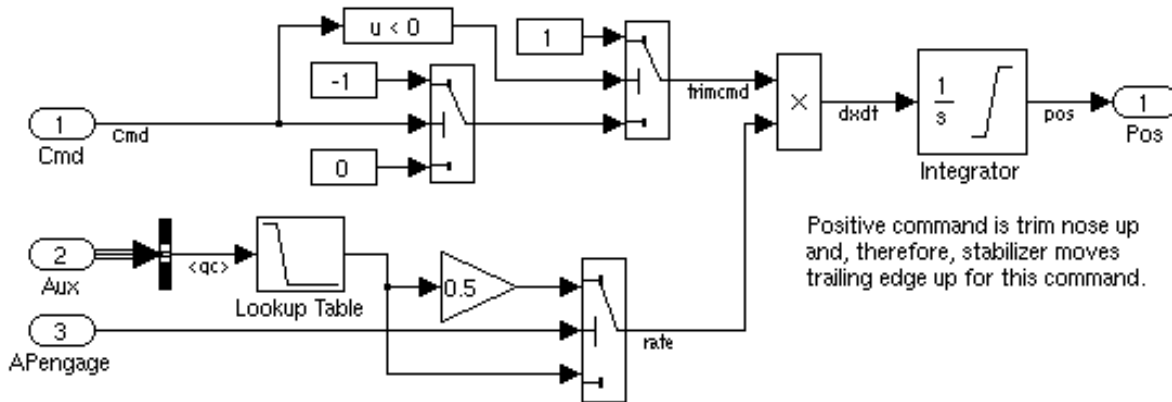 u < 0
1
-1
trimcmd
×
dxdt
1
s
pos
1
Pos
Integrator
1
Cmd
Cmd
0
Positive command is trim nose up
and, therefore, stabilizer moves
trailing edge up for this command.
2
Aux
<qc>
Lookup Table
0.5
rate
3
APengage